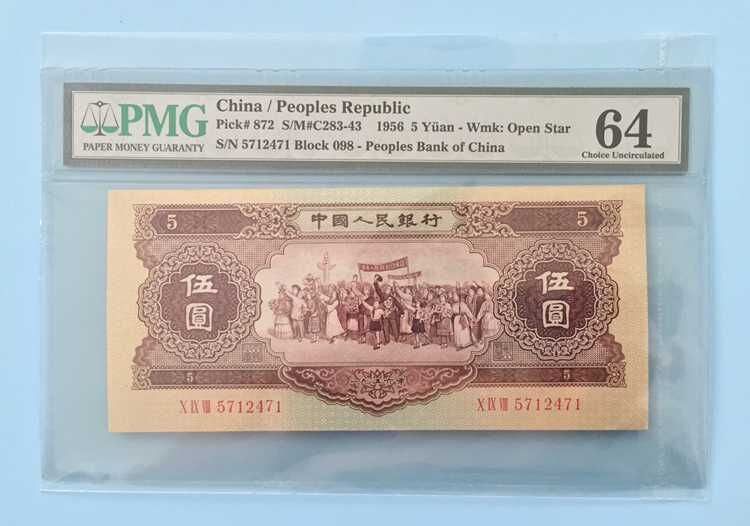 PMG
PAPER MONEY GUARANTY
China / Peoples Republic
Pick# 872 S/M#C283-43 1956 5 Yüan - Wmk: Open Star
S/N 5712471 Block 098 - Peoples Bank of China
64
Choice Uncirculated
5 中國人民銀行 5
伍圓 伍圓
5 5
X IX VIII 5712471 X IX VIII 5712471